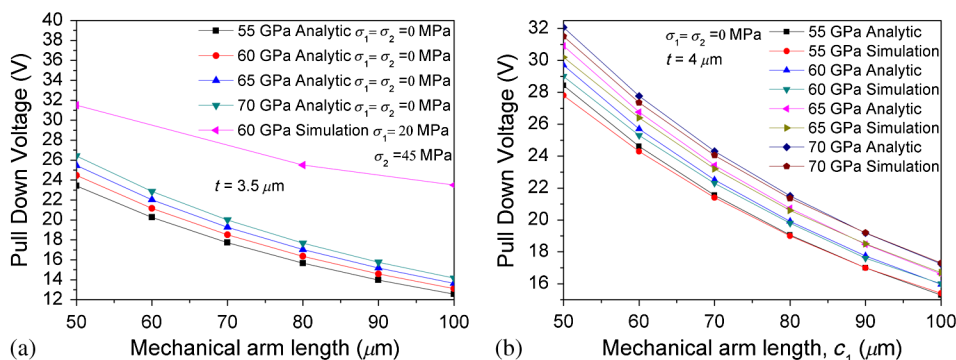 Pull Down Voltage (V)
40
38
36
34
32
30
28
26
24
22
20
18
16
14
12
55 GPa Analytic σ1= σ2 =0 MPa
60 GPa Analytic σ1= σ2 =0 MPa
65 GPa Analytic σ1= σ2 =0 MPa
70 GPa Analytic σ1= σ2 =0 MPa
60 GPa Simulation σ1=20 MPa
σ2=45 MPa
t = 3.5 μm
50 60 70 80 90 100
Mechanical arm length (μm)
(a)
Pull Down Voltage (V)
32
30
28
26
24
22
20
18
16
σ1= σ2 =0 MPa
t = 4 μm
55 GPa Analytic
55 GPa Simulation
60 GPa Analytic
60 GPa Simulation
65 GPa Analytic
65 GPa Simulation
70 GPa Analytic
70 GPa Simulation
50 60 70 80 90 100
Mechanical arm length, c1 (μm)
(b)